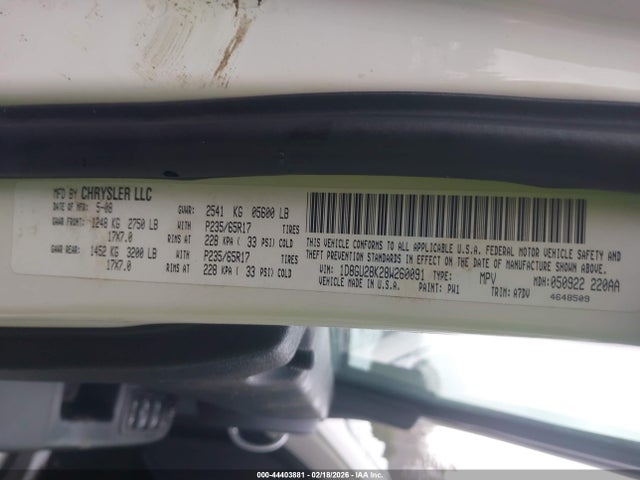 MFD BY CHRYSLER LLC
DATE OF MFR: 5-08 GVWR: 2541 KG 05600 LB
GAWR FRONT: 1248 KG 2750 LB WITH P235/65R17 TIRES
17X7.0 RIMS AT 228 KPA ( 33 PSI) COLD
GAWR REAR: 1452 KG 3200 LB WITH P235/65R17 TIRES
17X7.0 RIMS AT 228 KPA ( 33 PSI) COLD
THIS VEHICLE CONFORMS TO ALL APPLICABLE U.S.A. FEDERAL MOTOR VEHICLE SAFETY AND
THEFT PREVENTION STANDARDS IN EFFECT ON THE DATE OF MANUFACTURE SHOWN ABOVE.
VIN: 1D8GU28K28W260091 TYPE: MPV MDH: 050922 220AA
VEHICLE MADE IN U.S.A. PAINT: PW1 TRIM: A7DV 4648509
000-44403881 - 02/18/2026 - Copyright © IAA. All rights reserved - IAA Inc.